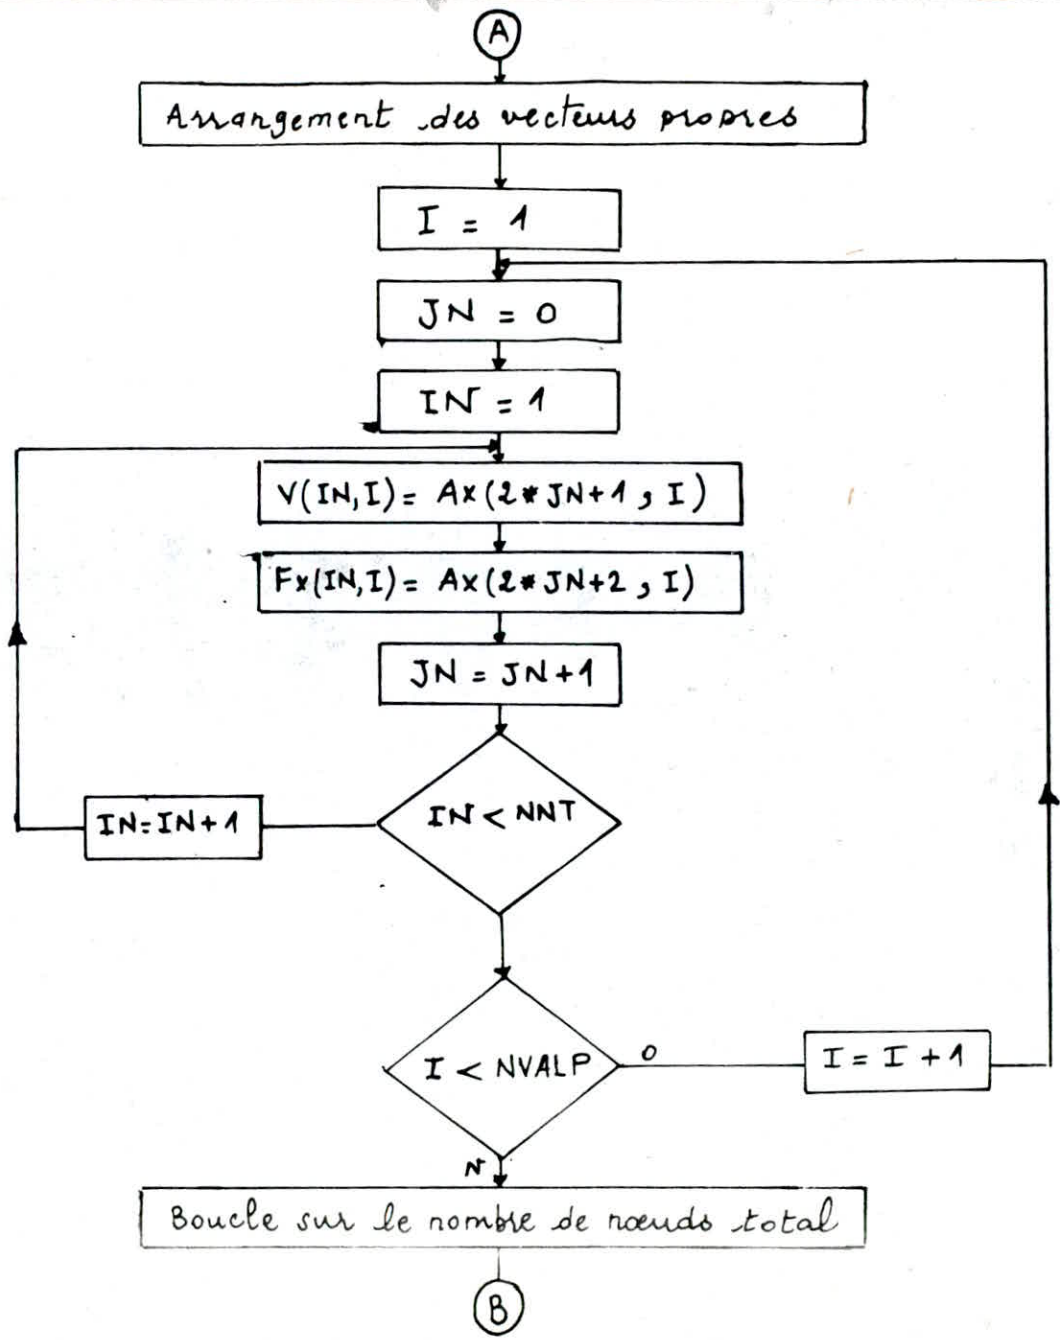 A
Arrangement des vecteurs propres
I = 1
JN = 0
IN = 1
V(IN,I) = Ax(2*JN+1, I)
Fx(IN,I) = Ax(2*JN+2, I)
JN = JN+1
IN < NNT
IN=IN+1
I < NVALP
O
I = I + 1
N
Boucle sur le nombre de nœuds total
B